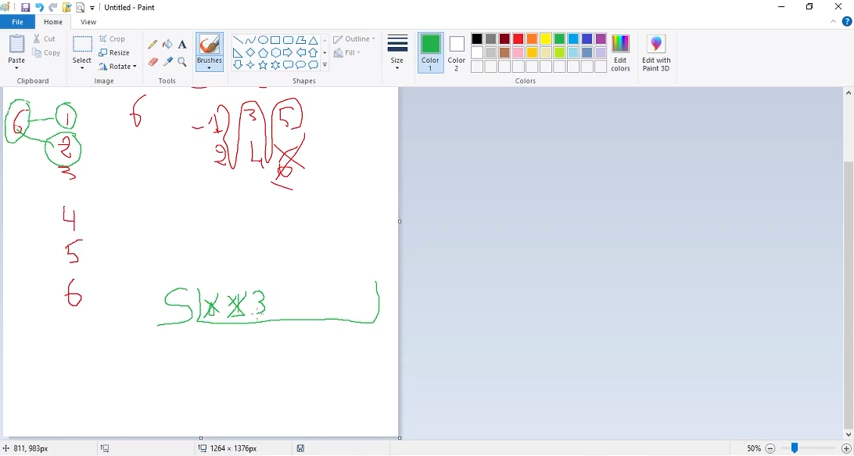 Untitled - Paint
File Home View
Cut
Copy
Paste
Crop
Resize
Rotate
Select
Brushes
Outline
Fill
Size
Color 1
Color 2
Edit colors
Edit with Paint 3D
Clipboard Image Tools Shapes Colors
6 1 6 -1 3 5
2 2 4 6
3
4
5
6
S 3
811, 983px 1264 × 1376px 50%